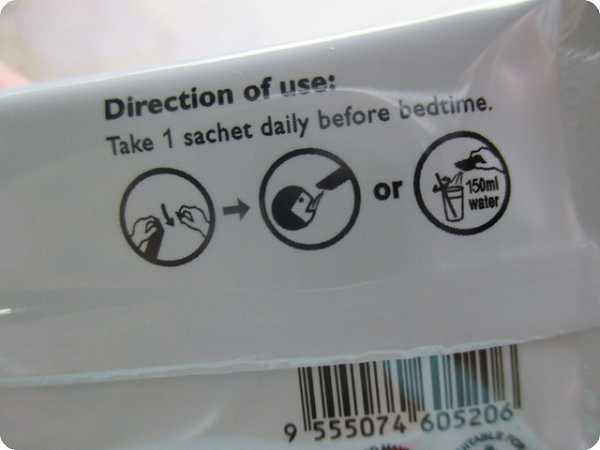 Direction of use:
Take 1 sachet daily before bedtime.
or
150ml
water
9 555074 605206